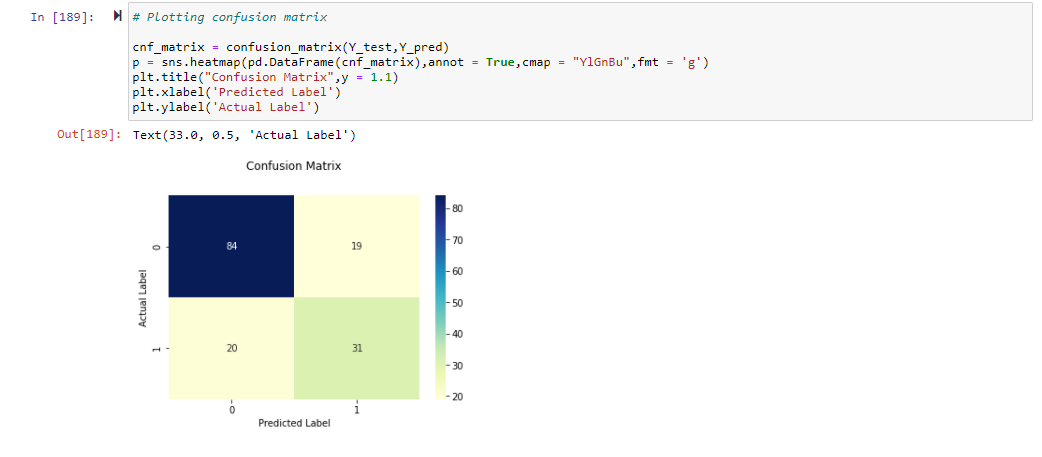 In [189]:
# Plotting confusion matrix
cnf_matrix = confusion_matrix(Y_test,Y_pred)
p = sns.heatmap(pd.DataFrame(cnf_matrix),annot = True,cmap = "YlGnBu",fmt = 'g')
plt.title("Confusion Matrix",y = 1.1)
plt.xlabel('Predicted Label')
plt.ylabel('Actual Label')
Out[189]: Text(33.0, 0.5, 'Actual Label')
Confusion Matrix
Actual Label
0
1
84
19
20
31
0
1
Predicted Label
80
70
60
50
40
30
20